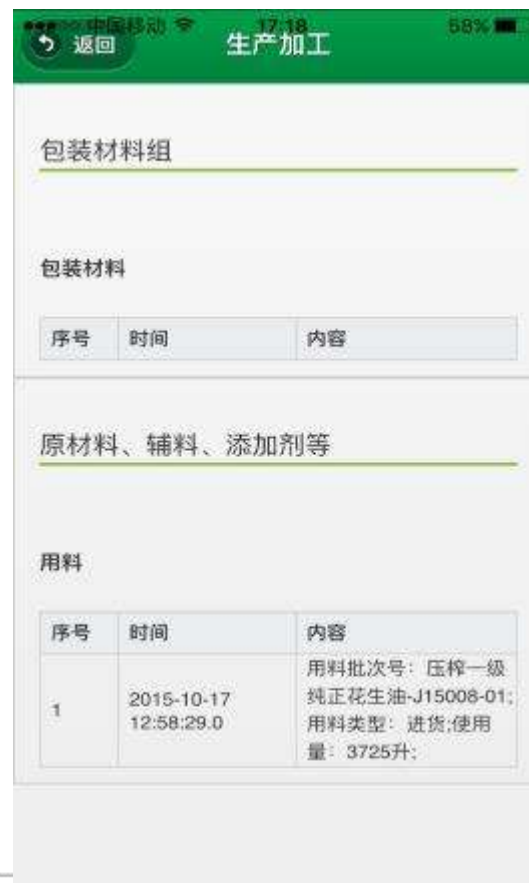 中国移动 17:18 58%
返回 生产加工
包装材料组
包装材料
序号 时间 内容
原材料、辅料、添加剂等
用料
序号 时间 内容
1 2015-10-17 12:58:29.0 用料批次号：压榨一级
纯正花生油-J15008-01;
用料类型：进货;使用
量：3725升;